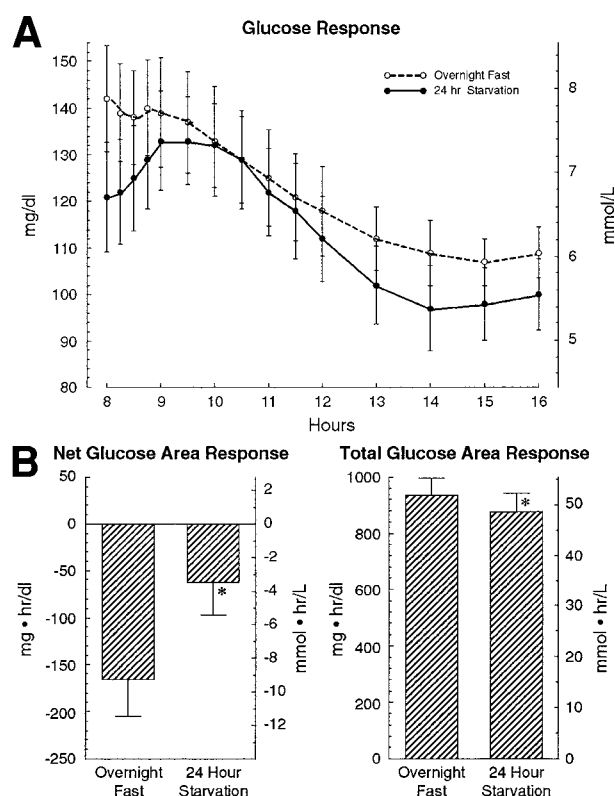 A
Glucose Response
150
140
130
120
110
100
90
80
mg/dl
Overnight Fast
24 hr Starvation
8
7
6
5
mmol/L
8 9 10 11 12 13 14 15 16
Hours
B
Net Glucose Area Response
50
0
-50
-100
-150
-200
-250
mg • hr/dl
2
0
-2
-4
-6
-8
-10
-12
mmol • hr/L
*
Overnight
Fast
24 Hour
Starvation
Total Glucose Area Response
1000
800
600
400
200
0
mg • hr/dl
50
40
30
20
10
0
mmol • hr/L
*
Overnight
Fast
24 Hour
Starvation